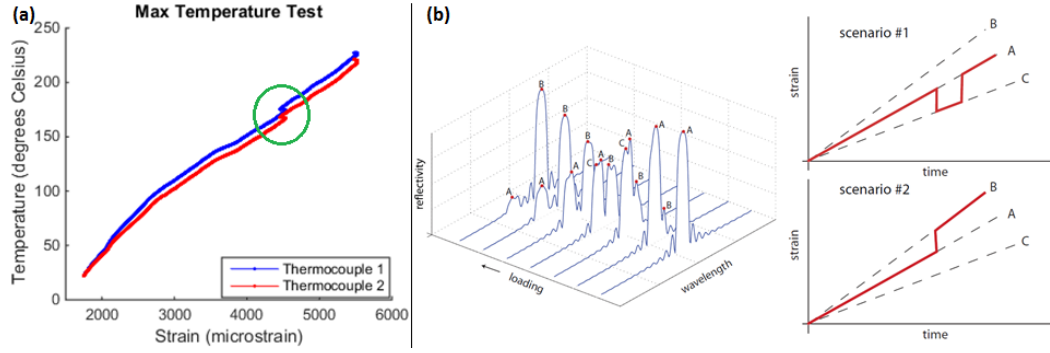 (a)
Max Temperature Test
Temperature (degrees Celsius)
300
250
200
150
100
50
0
2000
3000
4000
5000
6000
Strain (microstrain)
Thermocouple 1
Thermocouple 2
(b)
reflectivity
loading
wavelength
B
B
B
A
A
A
C
B
C
A
A
A
B
B
A
A
scenario #1
strain
time
B
A
C
scenario #2
strain
time
B
A
C